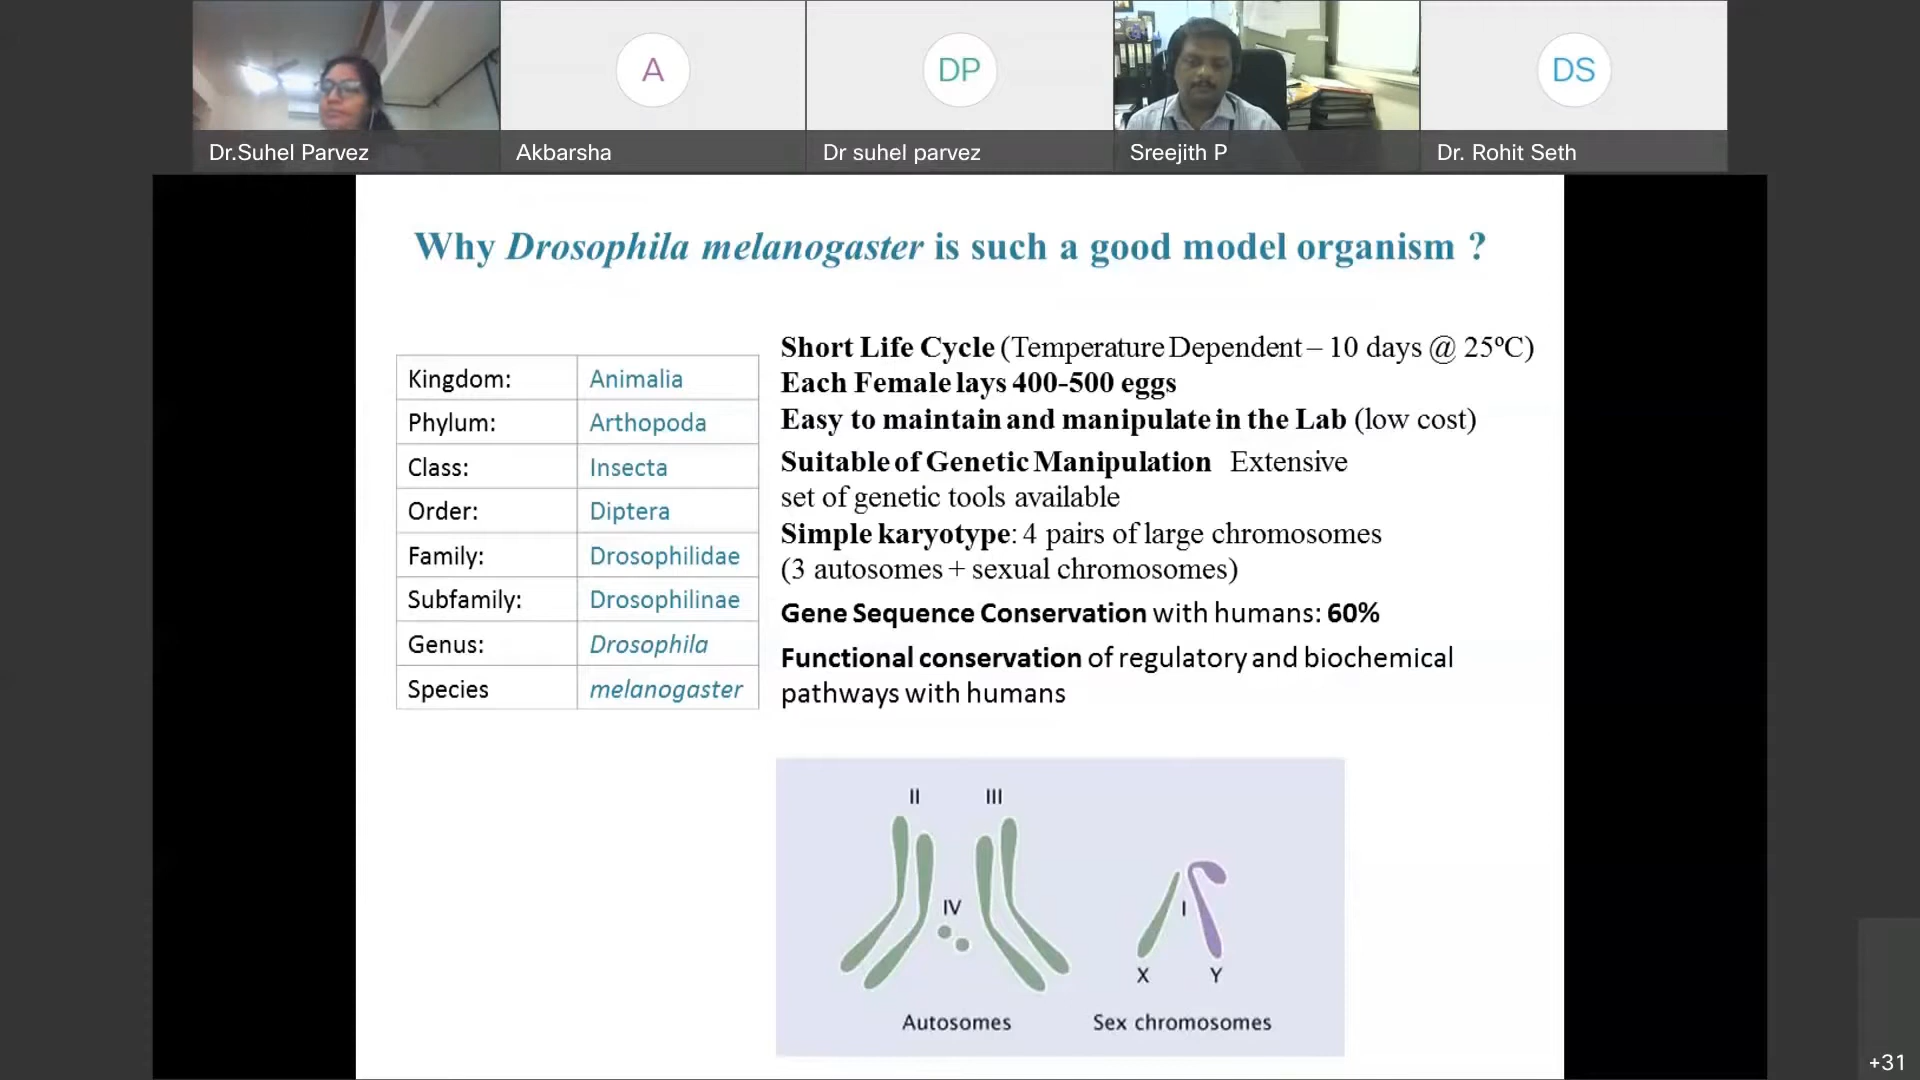 A
DP
DS
Dr.Suhel Parvez
Akbarsha
Dr suhel parvez
Sreejith P
Dr. Rohit Seth
Why Drosophila melanogaster is such a good model organism ?
Kingdom: Animalia
Phylum: Arthopoda
Class: Insecta
Order: Diptera
Family: Drosophilidae
Subfamily: Drosophilinae
Genus: Drosophila
Species melanogaster
Short Life Cycle (Temperature Dependent – 10 days @ 25ºC)
Each Female lays 400-500 eggs
Easy to maintain and manipulate in the Lab (low cost)
Suitable of Genetic Manipulation Extensive
set of genetic tools available
Simple karyotype: 4 pairs of large chromosomes
(3 autosomes + sexual chromosomes)
Gene Sequence Conservation with humans: 60%
Functional conservation of regulatory and biochemical
pathways with humans
II III
IV
I
X Y
Autosomes Sex chromosomes
+31